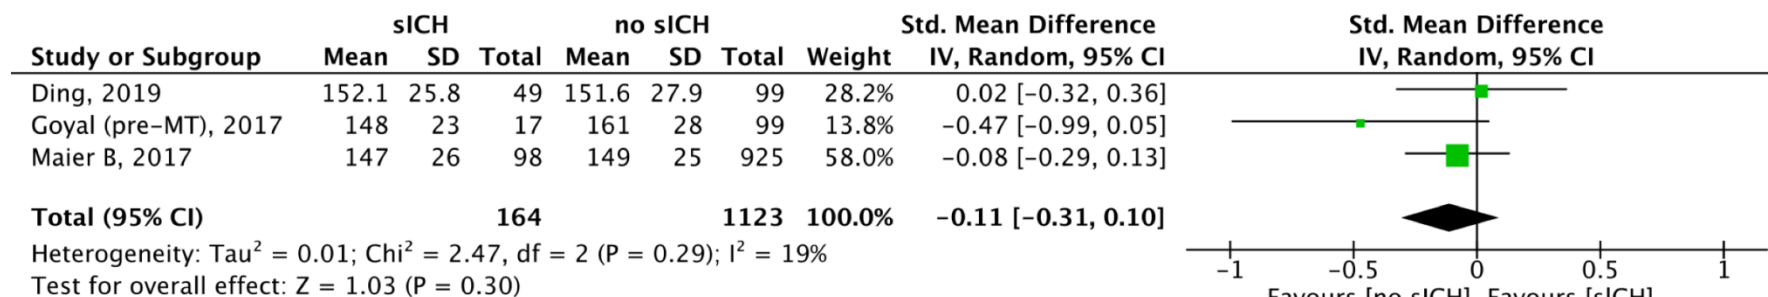 sICH no sICH Std. Mean Difference Std. Mean Difference
Study or Subgroup Mean SD Total Mean SD Total Weight IV, Random, 95% CI IV, Random, 95% CI
Ding, 2019 152.1 25.8 49 151.6 27.9 99 28.2% 0.02 [−0.32, 0.36]
Goyal (pre-MT), 2017 148 23 17 161 28 99 13.8% −0.47 [−0.99, 0.05]
Maier B, 2017 147 26 98 149 25 925 58.0% −0.08 [−0.29, 0.13]
Total (95% CI) 164 1123 100.0% −0.11 [−0.31, 0.10]
Heterogeneity: Tau² = 0.01; Chi² = 2.47, df = 2 (P = 0.29); I² = 19%
−1 −0.5 0 0.5 1
Test for overall effect: Z = 1.03 (P = 0.30)
Favours [no sICH] Favours [sICH]